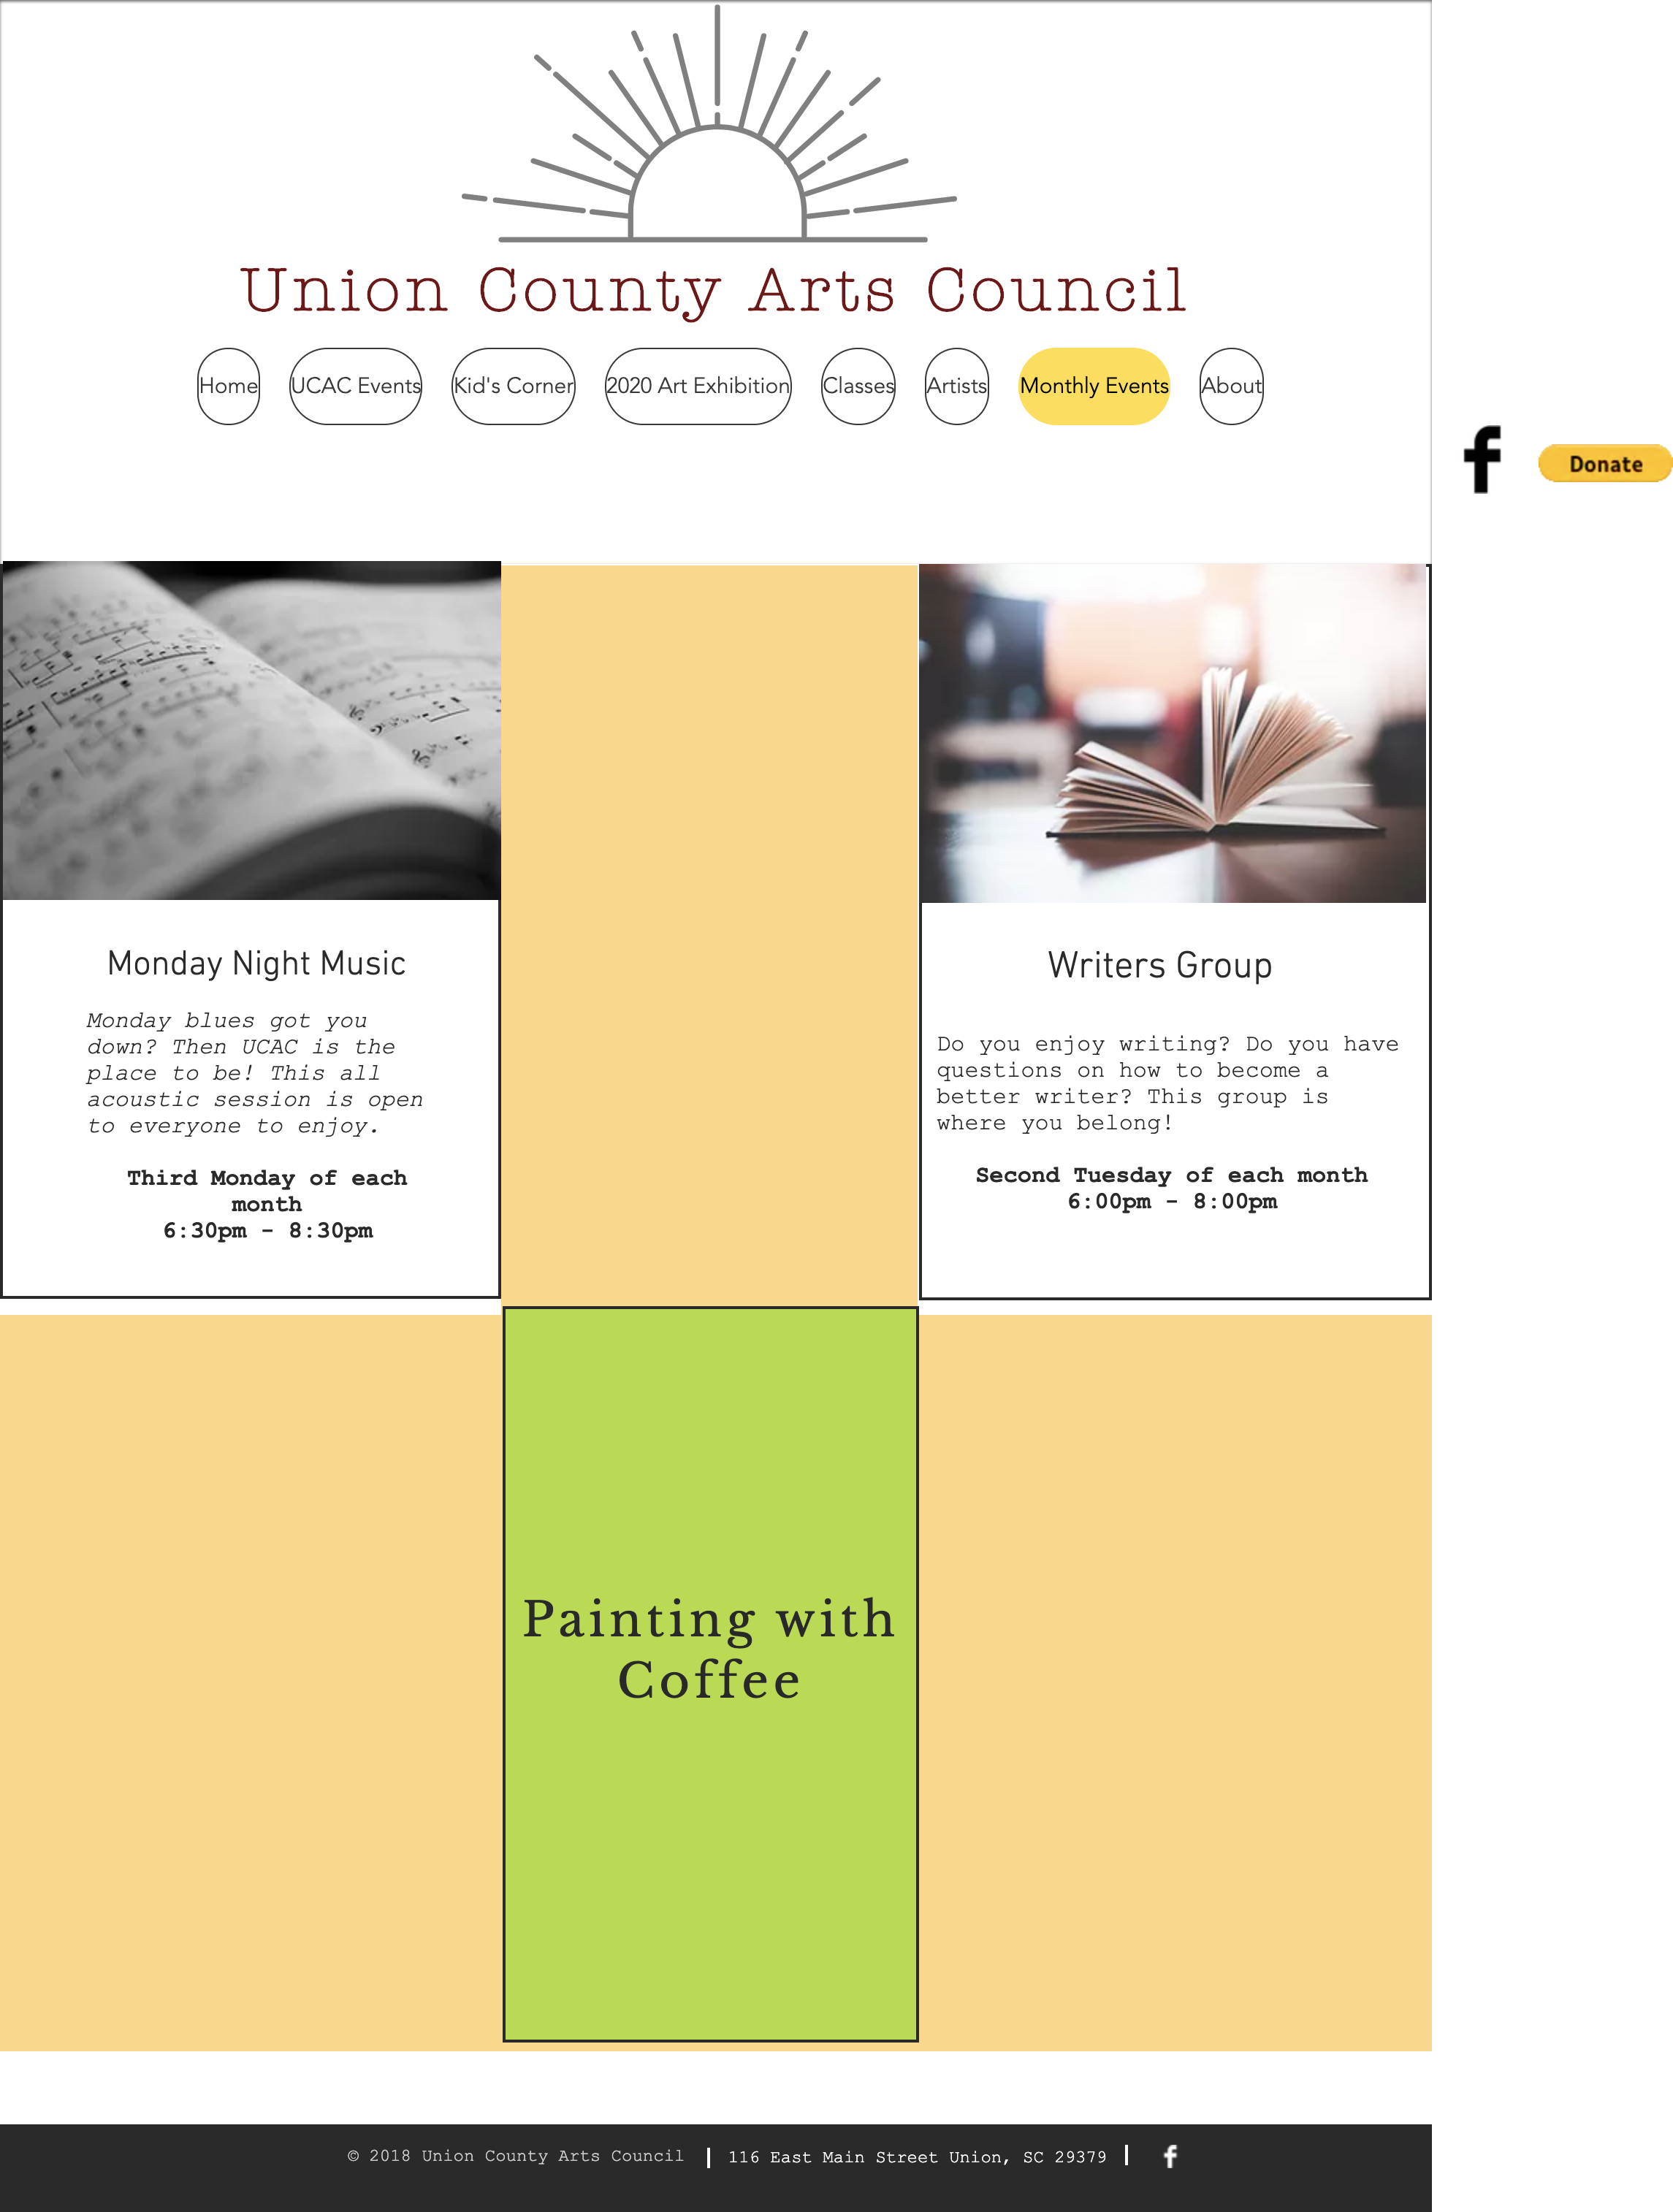 Union County Arts Council
Home
UCAC Events
Kid's Corner
2020 Art Exhibition
Classes
Artists
Monthly Events
About
Donate
Monday Night Music
Monday blues got you
down? Then UCAC is the
place to be! This all
acoustic session is open
to everyone to enjoy.
Third Monday of each
month
6:30pm - 8:30pm
Writers Group
Do you enjoy writing? Do you have
questions on how to become a
better writer? This group is
where you belong!
Second Tuesday of each month
6:00pm - 8:00pm
Painting with
Coffee
© 2018 Union County Arts Council
116 East Main Street Union, SC 29379